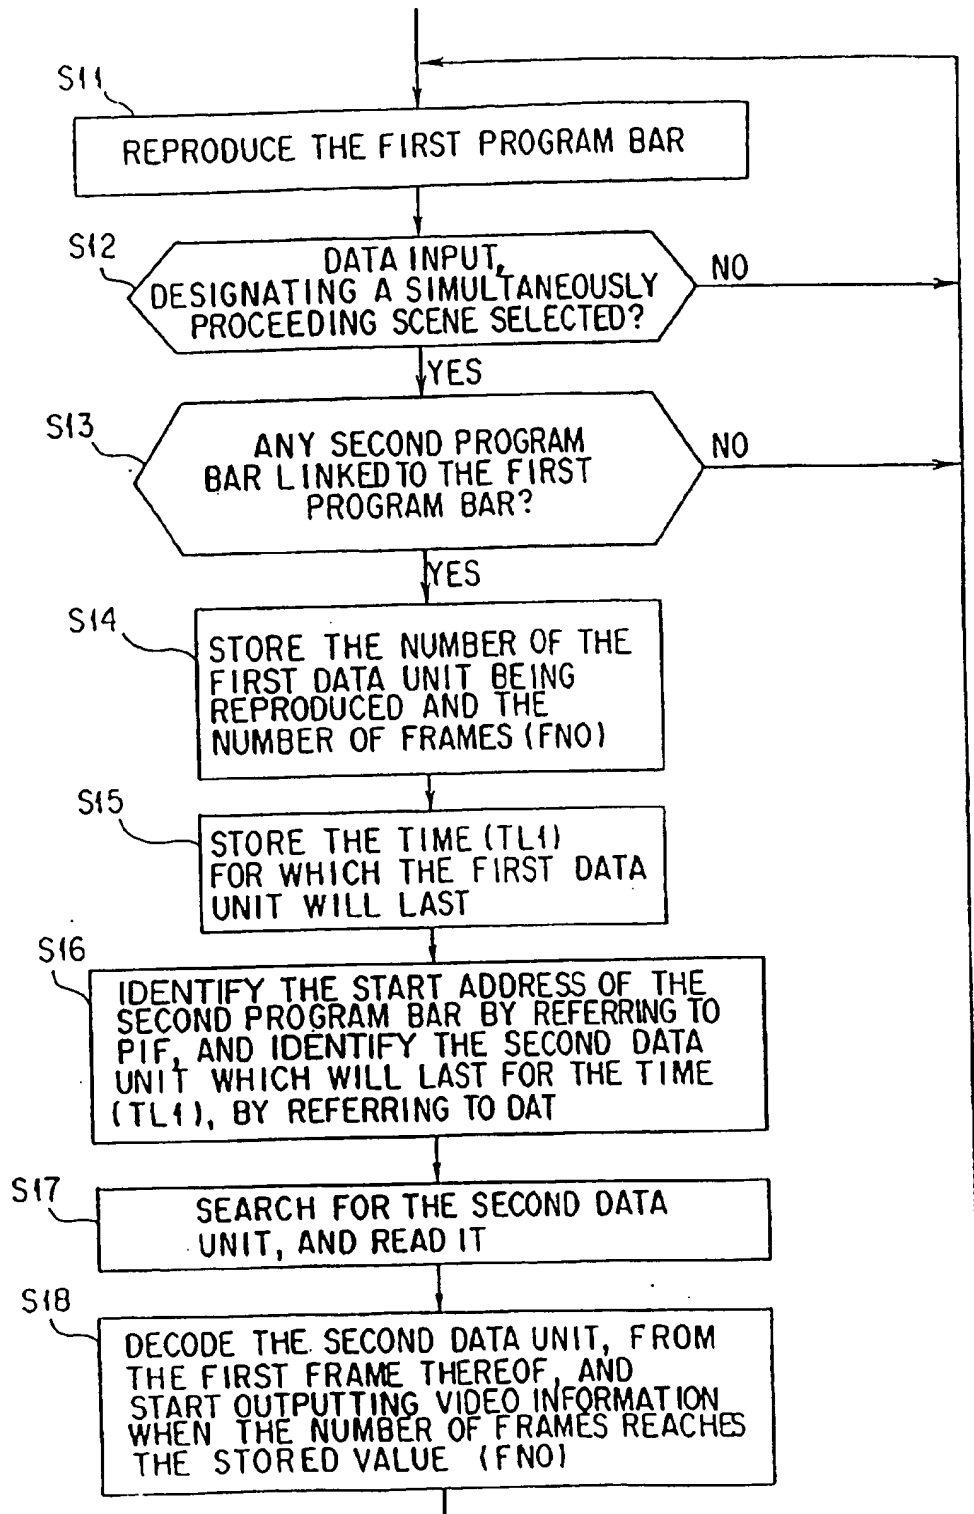 S11
REPRODUCE THE FIRST PROGRAM BAR
S12
DATA INPUT,
DESIGNATING A SIMULTANEOUSLY
PROCEEDING SCENE SELECTED?
NO
YES
S13
ANY SECOND PROGRAM
BAR LINKED TO THE FIRST
PROGRAM BAR?
NO
YES
S14
STORE THE NUMBER OF THE
FIRST DATA UNIT BEING
REPRODUCED AND THE
NUMBER OF FRAMES (FNO)
S15
STORE THE TIME (TL1)
FOR WHICH THE FIRST DATA
UNIT WILL LAST
S16
IDENTIFY THE START ADDRESS OF THE
SECOND PROGRAM BAR BY REFERRING TO
PIF, AND IDENTIFY THE SECOND DATA
UNIT WHICH WILL LAST FOR THE TIME
(TL1), BY REFERRING TO DAT
S17
SEARCH FOR THE SECOND DATA
UNIT, AND READ IT
S18
DECODE THE SECOND DATA UNIT, FROM
THE FIRST FRAME THEREOF, AND
START OUTPUTTING VIDEO INFORMATION
WHEN THE NUMBER OF FRAMES REACHES
THE STORED VALUE (FNO)